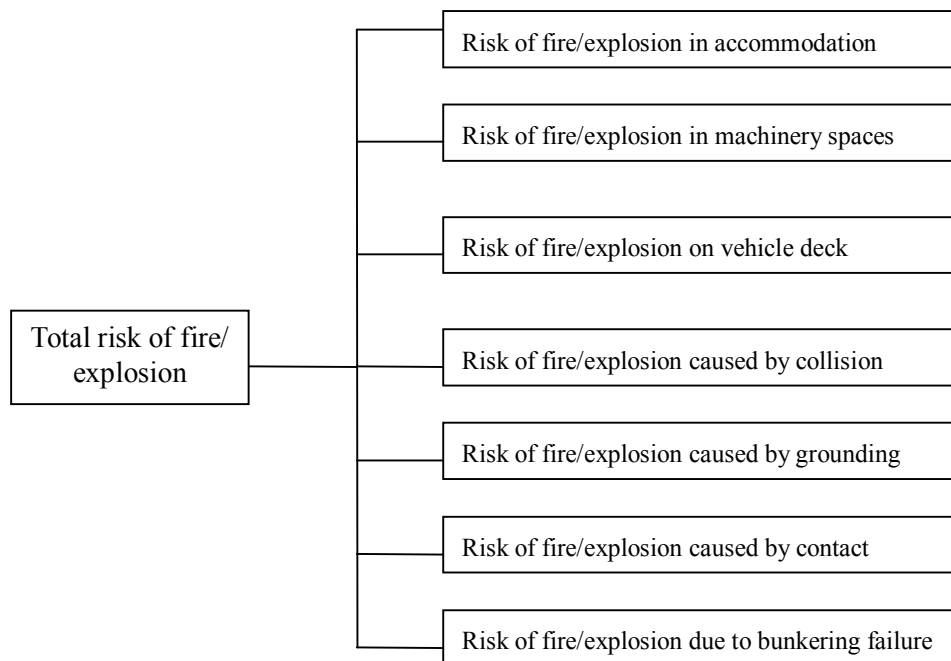 Risk of fire/explosion in accommodation
Risk of fire/explosion in machinery spaces
Risk of fire/explosion on vehicle deck
Total risk of fire/
explosion
Risk of fire/explosion caused by collision
Risk of fire/explosion caused by grounding
Risk of fire/explosion caused by contact
Risk of fire/explosion due to bunkering failure